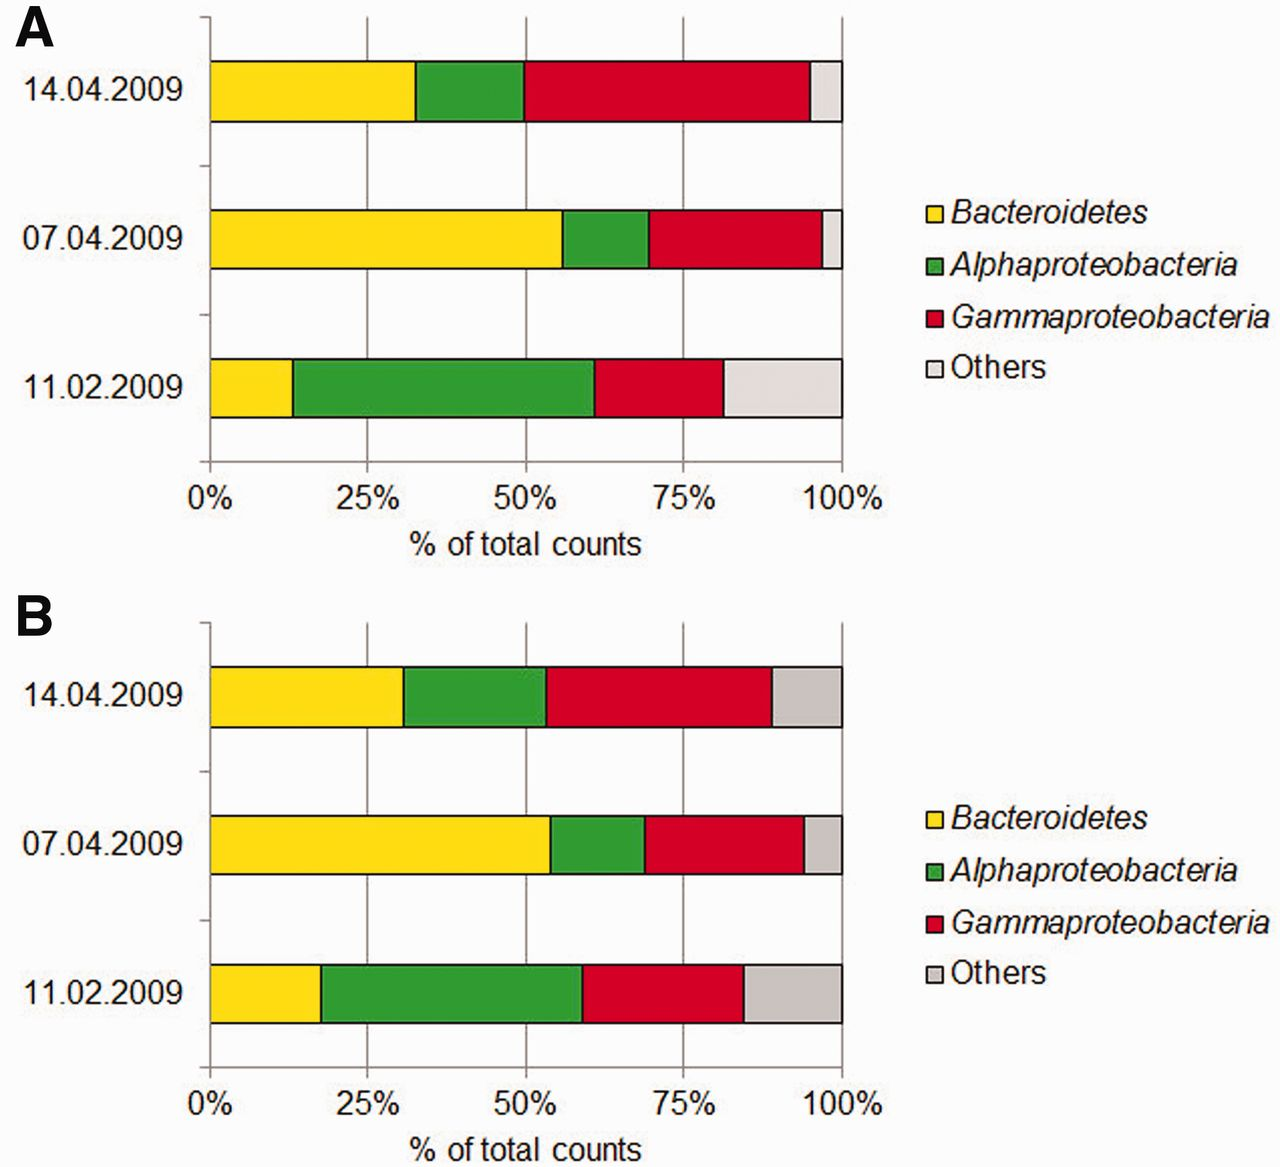 A
14.04.2009
07.04.2009
11.02.2009
0% 25% 50% 75% 100%
% of total counts
Bacteroidetes
Alphaproteobacteria
Gammaproteobacteria
Others
B
14.04.2009
07.04.2009
11.02.2009
0% 25% 50% 75% 100%
% of total counts
Bacteroidetes
Alphaproteobacteria
Gammaproteobacteria
Others